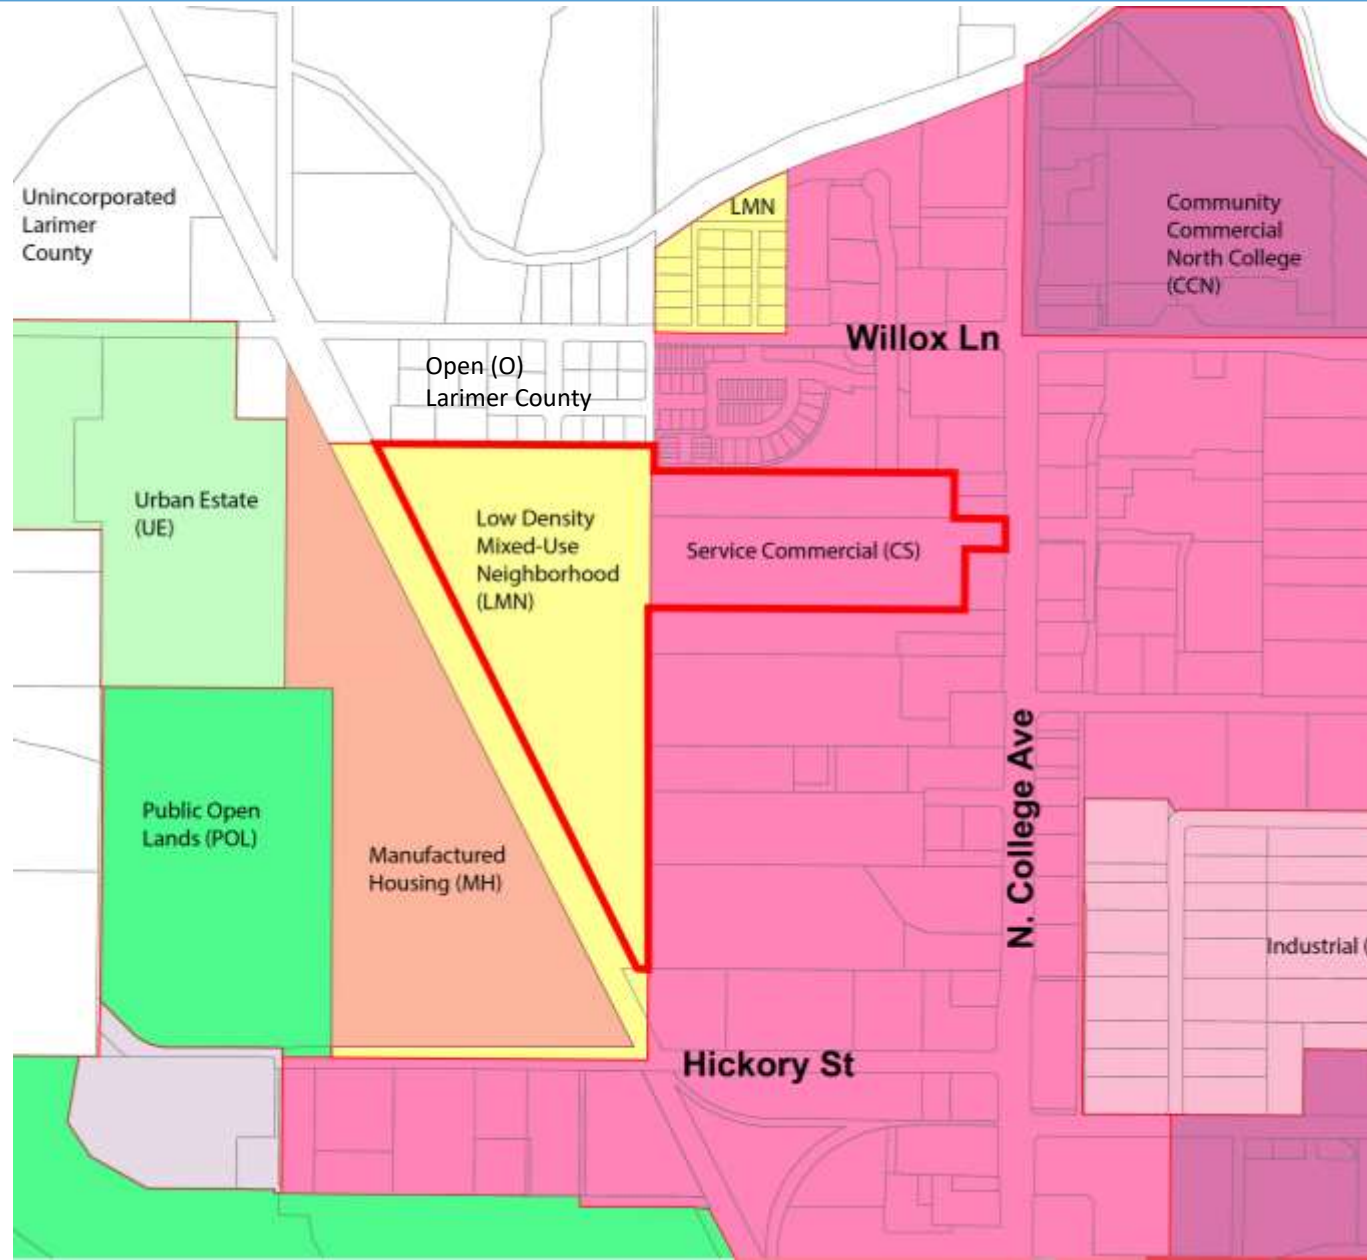 Unincorporated
Larimer
County
LMN
Community
Commercial
North College
(CCN)
Willox Ln
Open (O)
Larimer County
Urban Estate
(UE)
Low Density
Mixed-Use
Neighborhood
(LMN)
Service Commercial (CS)
N. College Ave
Public Open
Lands (POL)
Manufactured
Housing (MH)
Industrial (
Hickory St